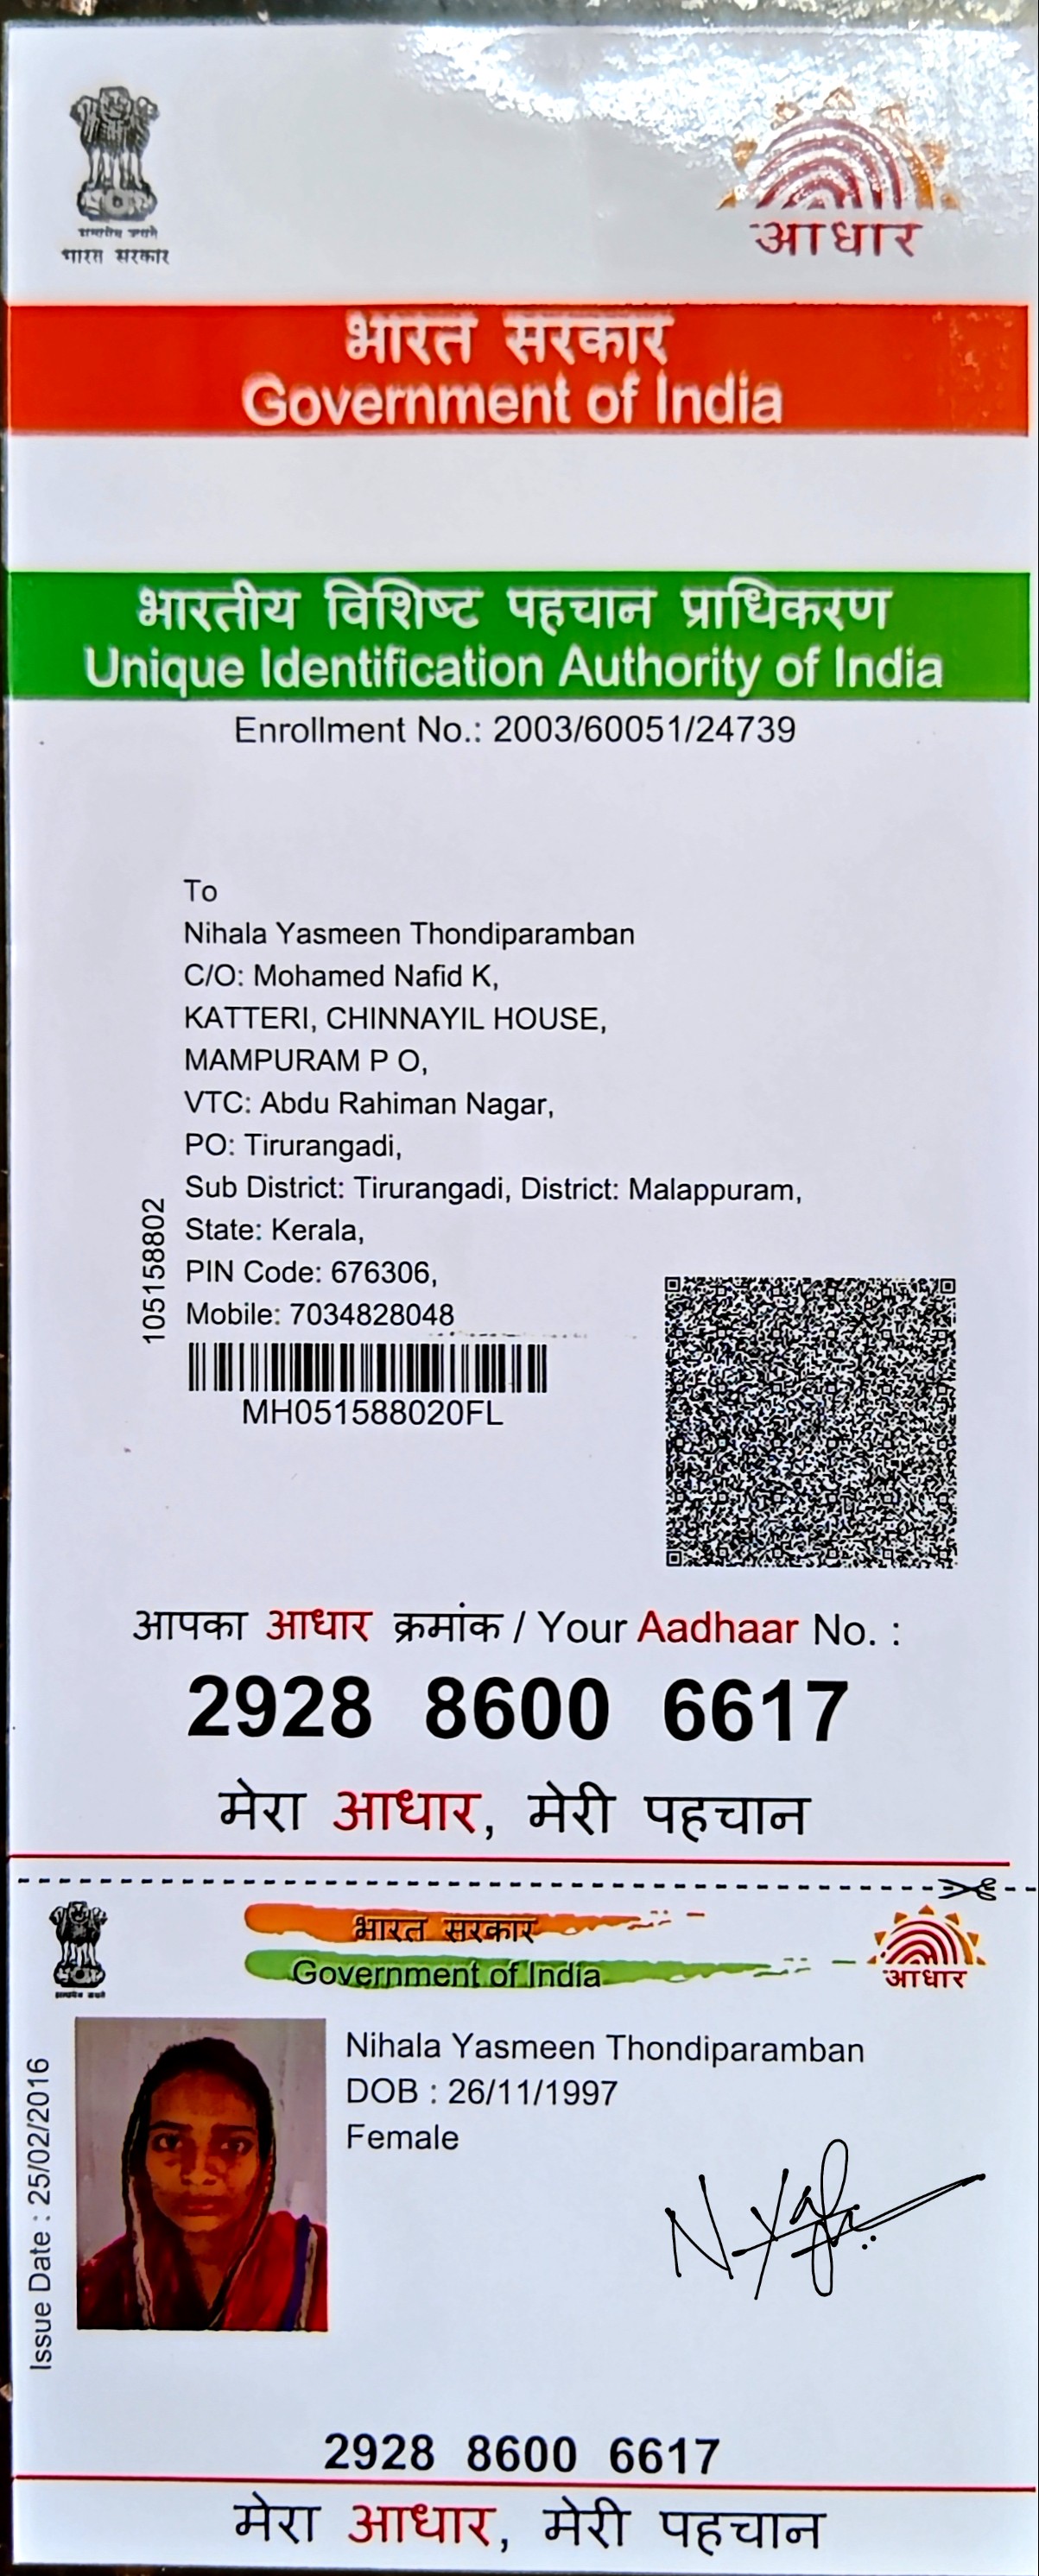 भारत सरकार
आधार
भारत सरकार
Government of India
भारतीय विशिष्ट पहचान प्राधिकरण
Unique Identification Authority of India
Enrollment No.: 2003/60051/24739
To
Nihala Yasmeen Thondiparamban
C/O: Mohamed Nafid K,
KATTERI, CHINNAYIL HOUSE,
MAMPURAM P O,
VTC: Abdu Rahiman Nagar,
PO: Tirurangadi,
Sub District: Tirurangadi, District: Malappuram,
State: Kerala,
PIN Code: 676306,
Mobile: 7034828048
105158802
MH051588020FL
आपका आधार क्रमांक / Your Aadhaar No. :
2928 8600 6617
मेरा आधार, मेरी पहचान
भारत सरकार
Government of India
आधार
Nihala Yasmeen Thondiparamban
DOB : 26/11/1997
Female
Issue Date : 25/02/2016
2928 8600 6617
मेरा आधार, मेरी पहचान